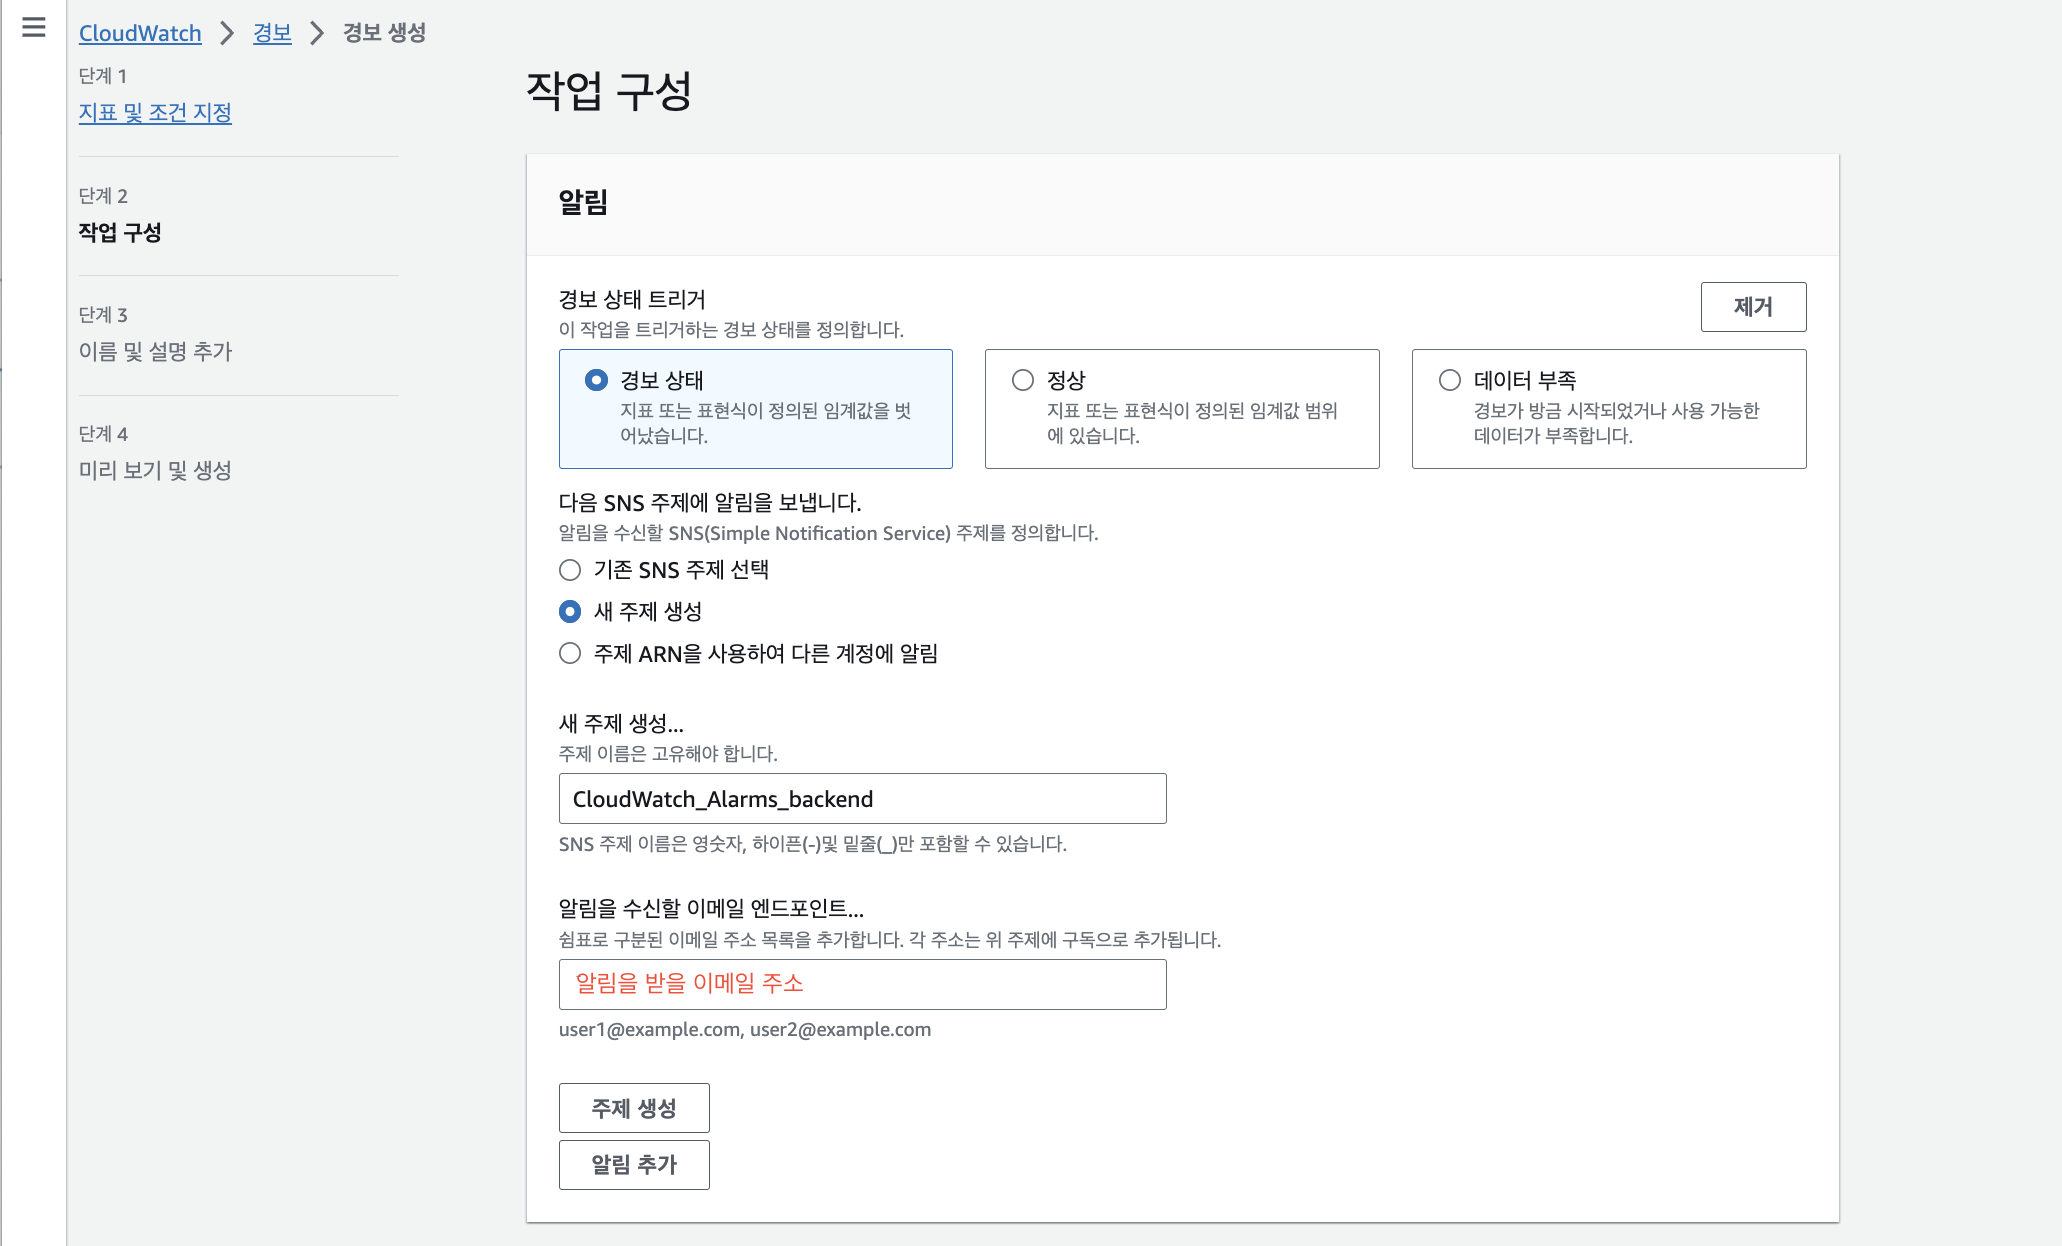 CloudWatch > 경보 > 경보 생성
단계 1
지표 및 조건 지정
단계 2
작업 구성
단계 3
이름 및 설명 추가
단계 4
미리 보기 및 생성
작업 구성
알림
경보 상태 트리거
이 작업을 트리거하는 경보 상태를 정의합니다.
제거
경보 상태
지표 또는 표현식이 정의된 임계값을 벗
어났습니다.
정상
지표 또는 표현식이 정의된 임계값 범위
에 있습니다.
데이터 부족
경보가 방금 시작되었거나 사용 가능한
데이터가 부족합니다.
다음 SNS 주제에 알림을 보냅니다.
알림을 수신할 SNS(Simple Notification Service) 주제를 정의합니다.
기존 SNS 주제 선택
새 주제 생성
주제 ARN을 사용하여 다른 계정에 알림
새 주제 생성...
주제 이름은 고유해야 합니다.
CloudWatch_Alarms_backend
SNS 주제 이름은 영숫자, 하이픈(-)및 밑줄(_)만 포함할 수 있습니다.
알림을 수신할 이메일 엔드포인트...
쉼표로 구분된 이메일 주소 목록을 추가합니다. 각 주소는 위 주제에 구독으로 추가됩니다.
알림을 받을 이메일 주소
user1@example.com, user2@example.com
주제 생성
알림 추가